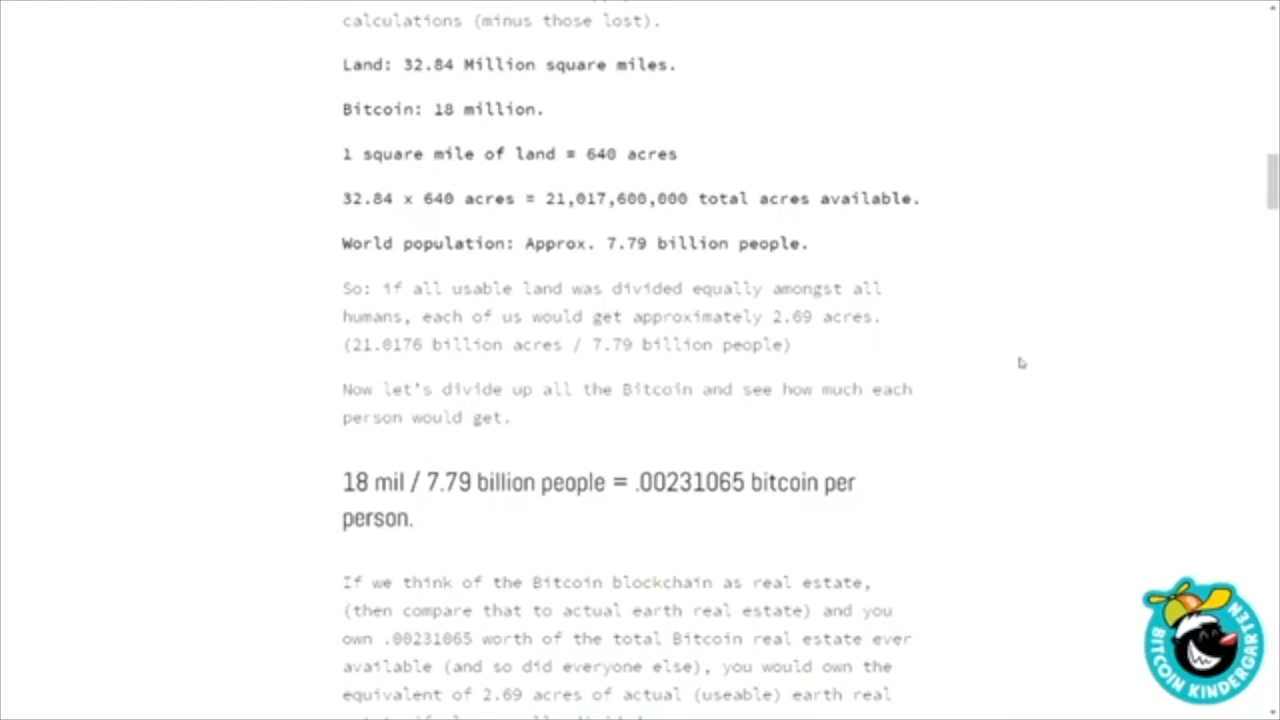 calculations (minus those lost).
Land: 32.84 Million square miles.
Bitcoin: 18 million.
1 square mile of land = 640 acres
32.84 x 640 acres = 21,017,600,000 total acres available.
World population: Approx. 7.79 billion people.
So: if all usable land was divided equally amongst all
humans, each of us would get approximately 2.69 acres.
(21.0176 billion acres / 7.79 billion people)
Now let's divide up all the Bitcoin and see how much each
person would get.
18 mil / 7.79 billion people = .00231065 bitcoin per
person.
If we think of the Bitcoin blockchain as real estate,
(then compare that to actual earth real estate) and you
own .00231065 worth of the total Bitcoin real estate ever
available (and so did everyone else), you would own the
equivalent of 2.69 acres of actual (useable) earth real
BITCOIN KINDERGARTEN